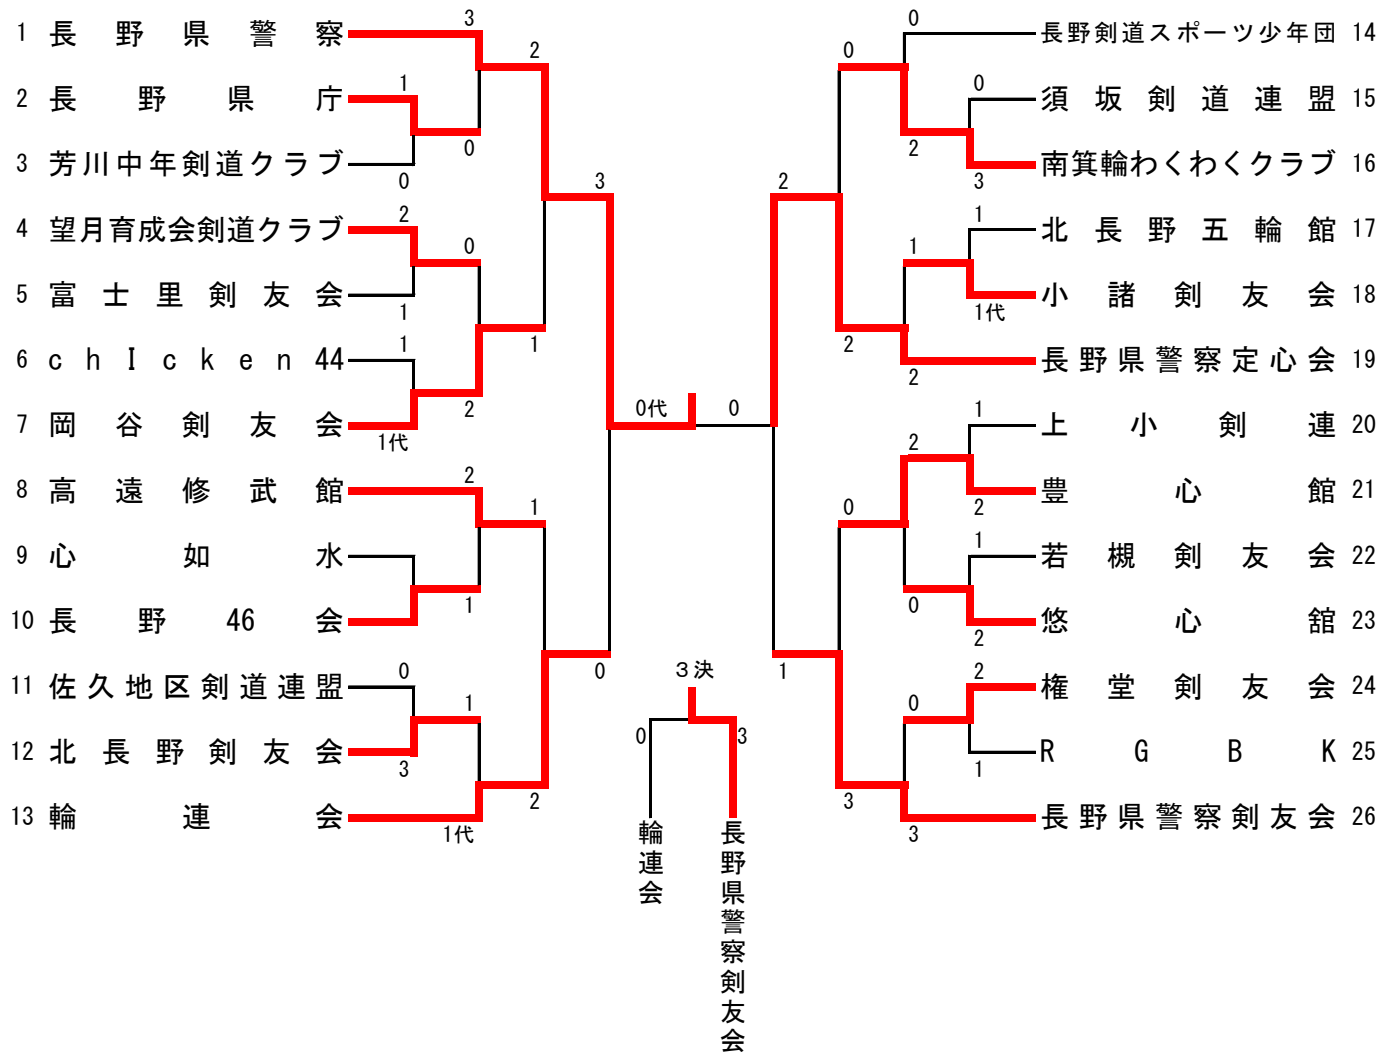 1 長野県警察
2 長野県庁
3 芳川中年剣道クラブ
4 望月育成会剣道クラブ
5 富士里剣友会
6 chIcken44
7 岡谷剣友会
8 高遠修武館
9 心如水
10 長野46会
11 佐久地区剣道連盟
12 北長野剣友会
13 輪連会
3
1
0
2
1
1
1代
2
0
3
1代
2
0
0
2
1
1
1
2
3
1
0
0代
0
3決
0
3
輪連会
長野県警察剣友会
2
1
0
2
0
3
0
2
1
2
2
0
0
3
0
0
3
1
1代
1
2
1
2
2
1
長野剣道スポーツ少年団 14
須坂剣道連盟 15
南箕輪わくわくクラブ 16
北長野五輪館 17
小諸剣友会 18
長野県警察定心会 19
上小剣連 20
豊心館 21
若槻剣友会 22
悠心舘 23
権堂剣友会 24
RGBK 25
長野県警察剣友会 26